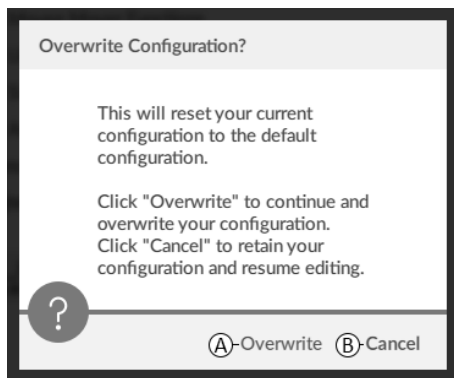 Overwrite Configuration?
This will reset your current
configuration to the default
configuration.
Click "Overwrite" to continue and
overwrite your configuration.
Click "Cancel" to retain your
configuration and resume editing.
?
A-Overwrite B-Cancel